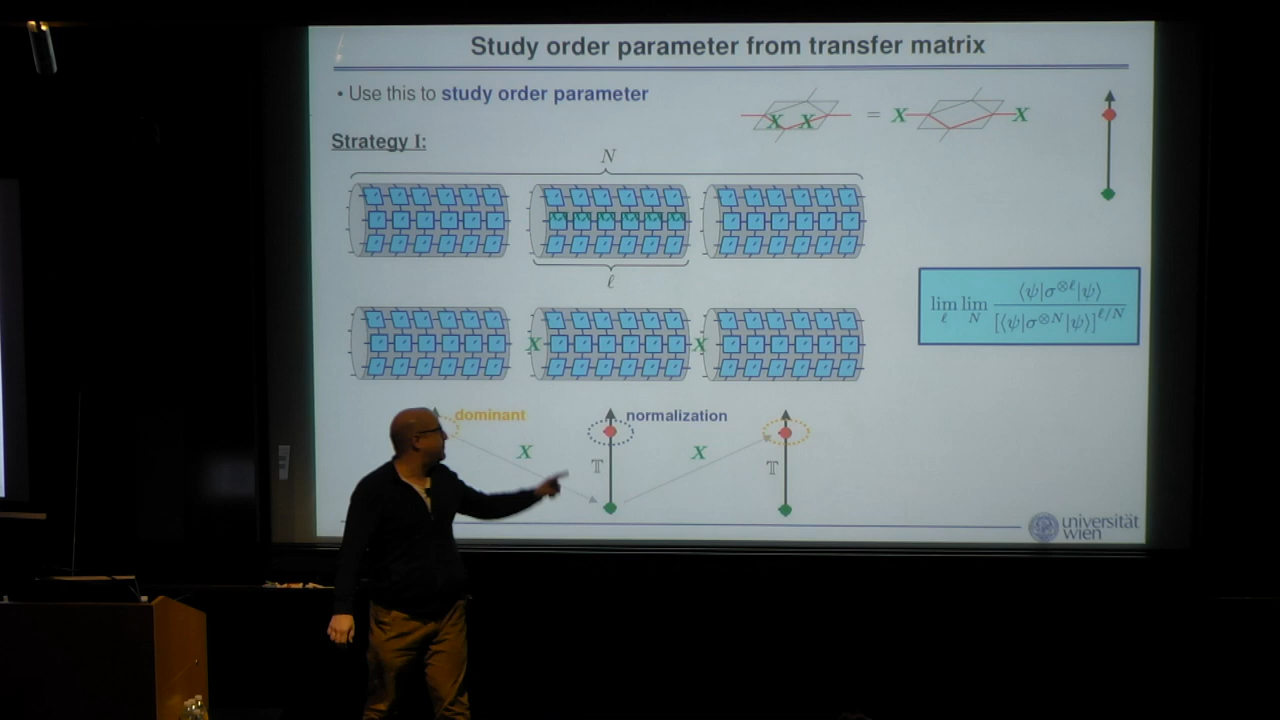 Study order parameter from transfer matrix
• Use this to study order parameter
X X = X X
Strategy I:
N
ℓ
lim lim ⟨ψ|σ^{⊗ℓ}|ψ⟩ / [⟨ψ|σ^{⊗N}|ψ⟩]^{ℓ/N}
ℓ N
X X
dominant normalization
X X
𝕋 𝕋
universität
wien